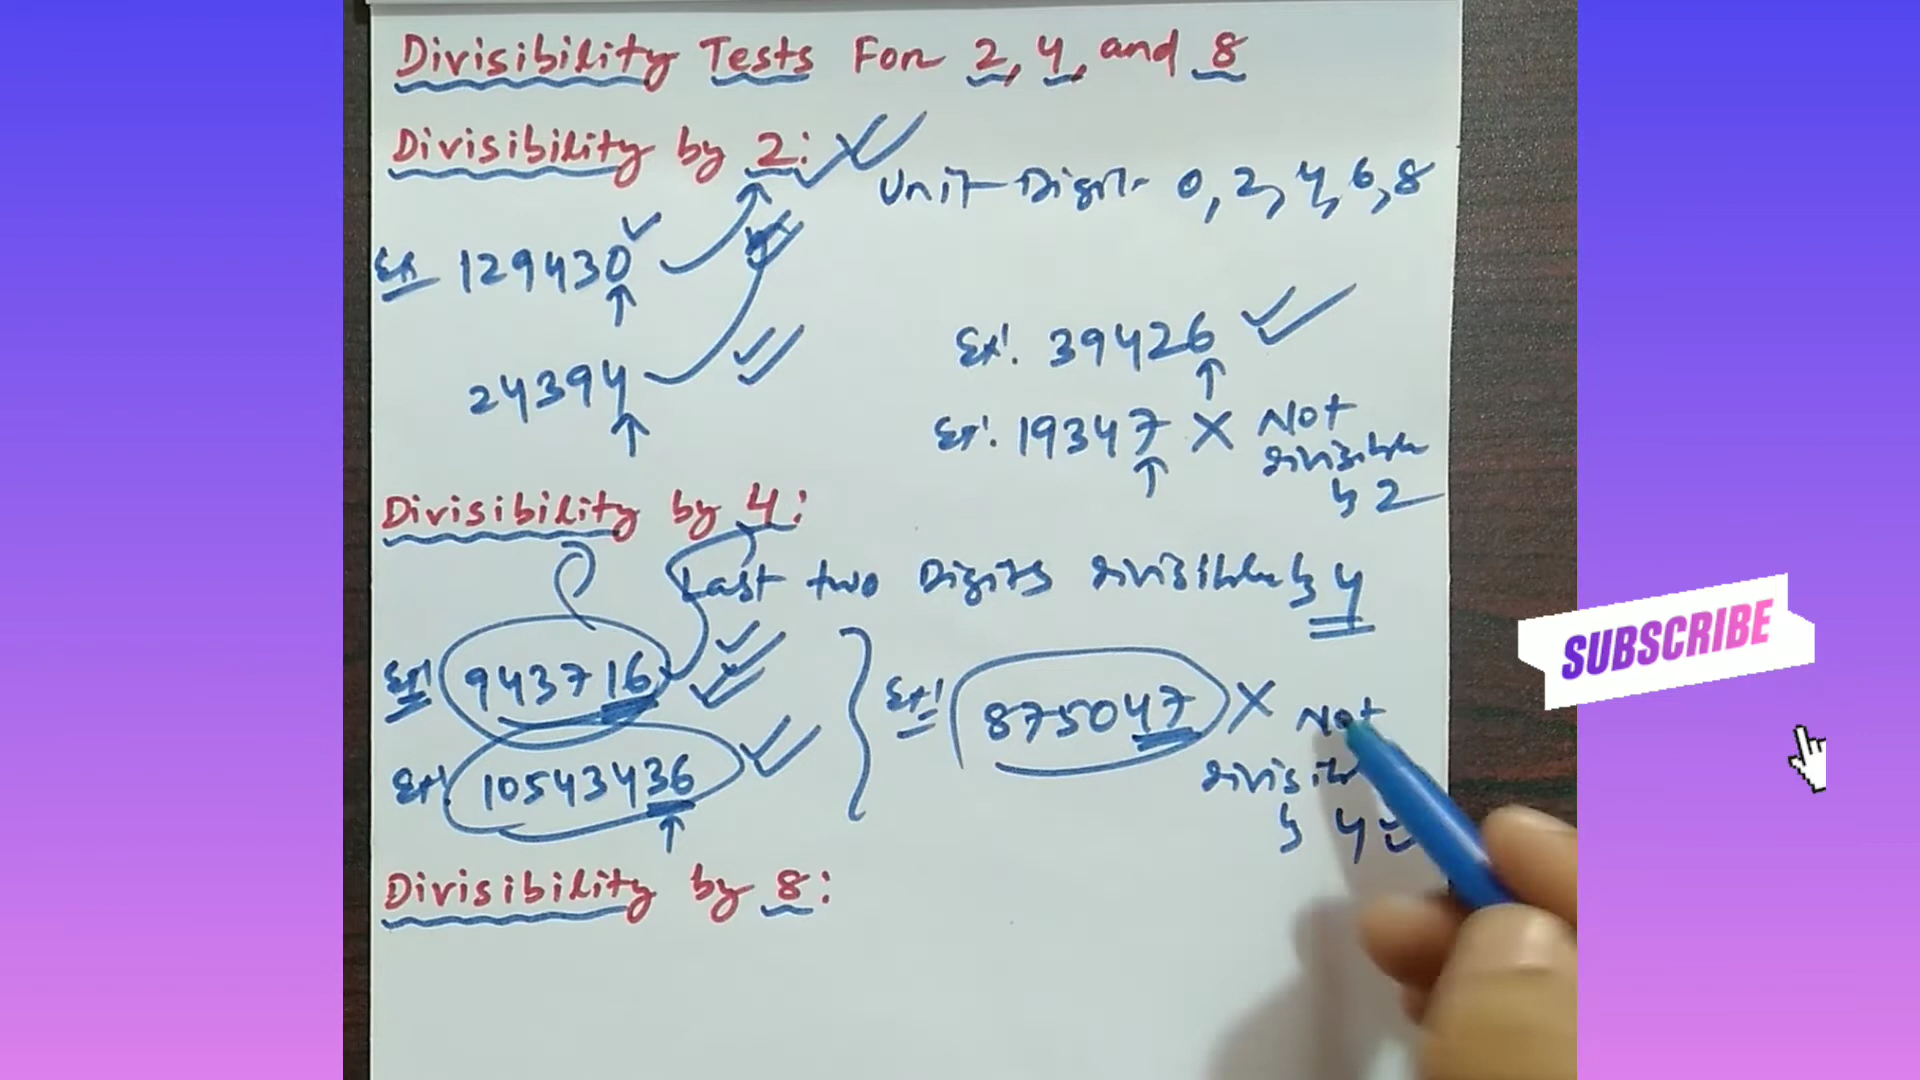 Divisibility Tests For 2, 4, and 8
Divisibility by 2:
Unit Digit- 0, 2, 4, 6, 8
Ex 129430
24394
Ex: 39426
Ex: 19347 X Not
divisible
by 2
Divisibility by 4:
Last two Digits divisible by 4
Ex: 943716
Ex: 10543436
Ex: 875047 X Not
by 4
Divisibility by 8:
SUBSCRIBE